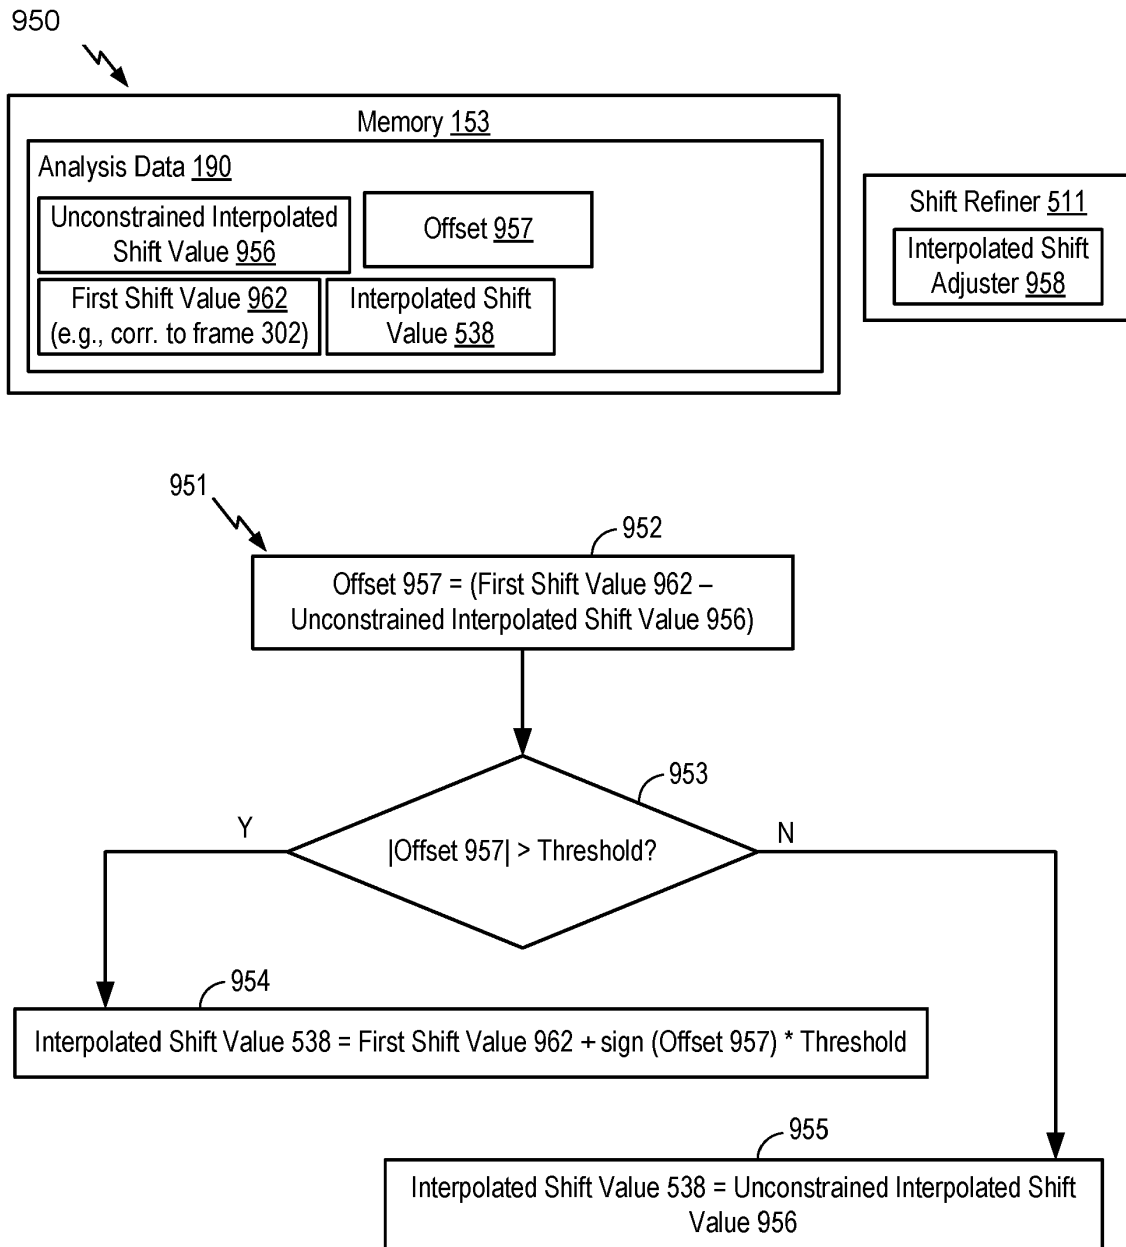 950
Memory 153
Analysis Data 190
Unconstrained Interpolated
Shift Value 956
Offset 957
First Shift Value 962
(e.g., corr. to frame 302)
Interpolated Shift
Value 538
Shift Refiner 511
Interpolated Shift
Adjuster 958
951
952
Offset 957 = (First Shift Value 962 –
Unconstrained Interpolated Shift Value 956)
953
Y
|Offset 957| > Threshold?
N
954
Interpolated Shift Value 538 = First Shift Value 962 + sign (Offset 957) * Threshold
955
Interpolated Shift Value 538 = Unconstrained Interpolated Shift
Value 956